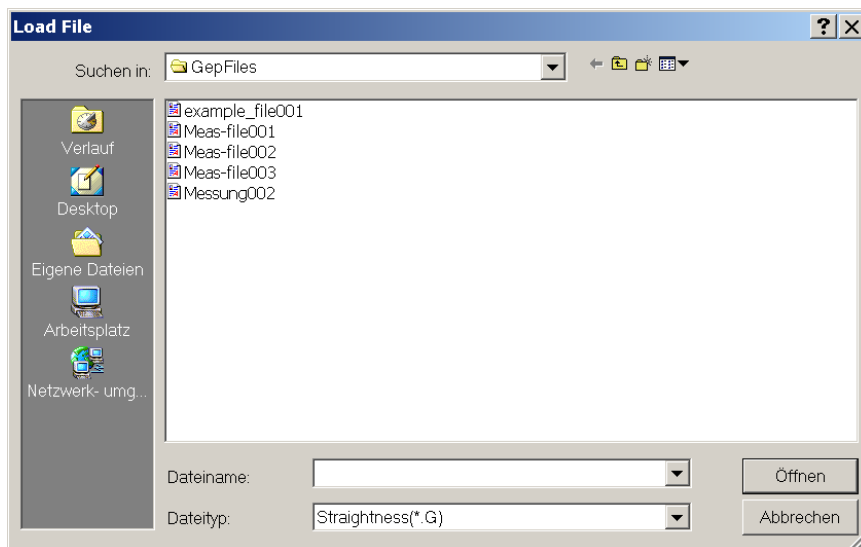 Load File
Suchen in:
GepFiles
Verlauf
Desktop
Eigene Dateien
Arbeitsplatz
Netzwerk- umg...
example_file001
Meas-file001
Meas-file002
Meas-file003
Messung002
Dateiname:
Öffnen
Dateityp:
Straightness(*.G)
Abbrechen